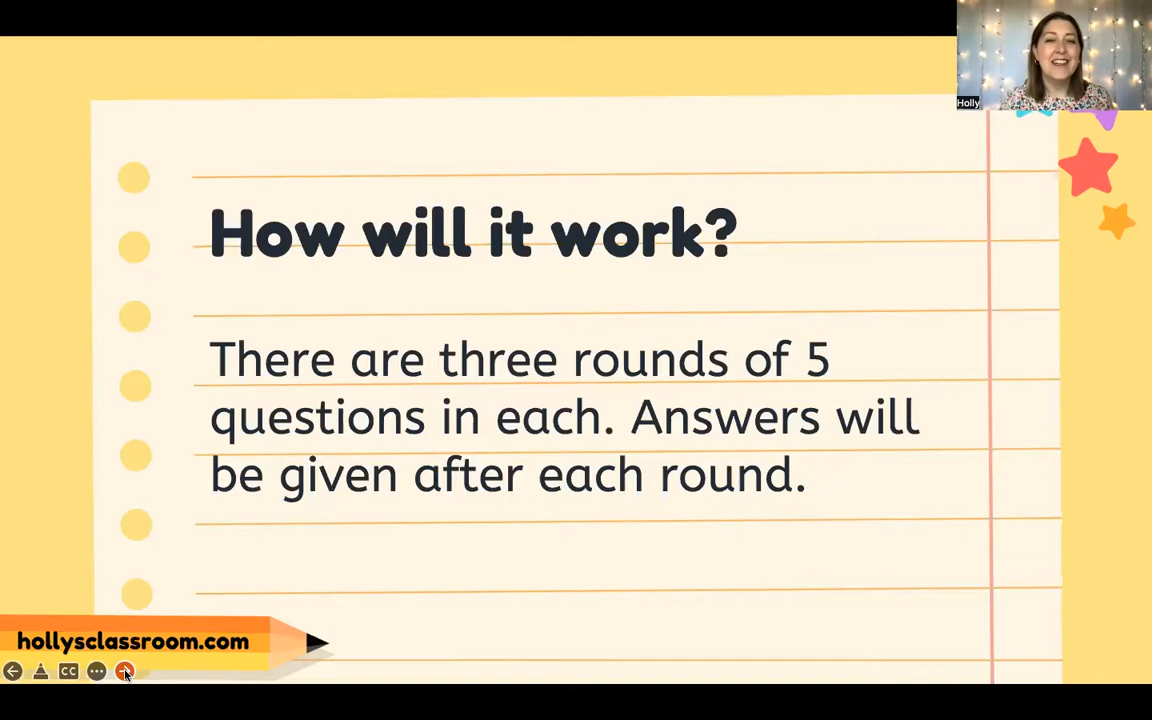 Holly
How will it work?
There are three rounds of 5
questions in each. Answers will
be given after each round.
hollysclassroom.com
CC